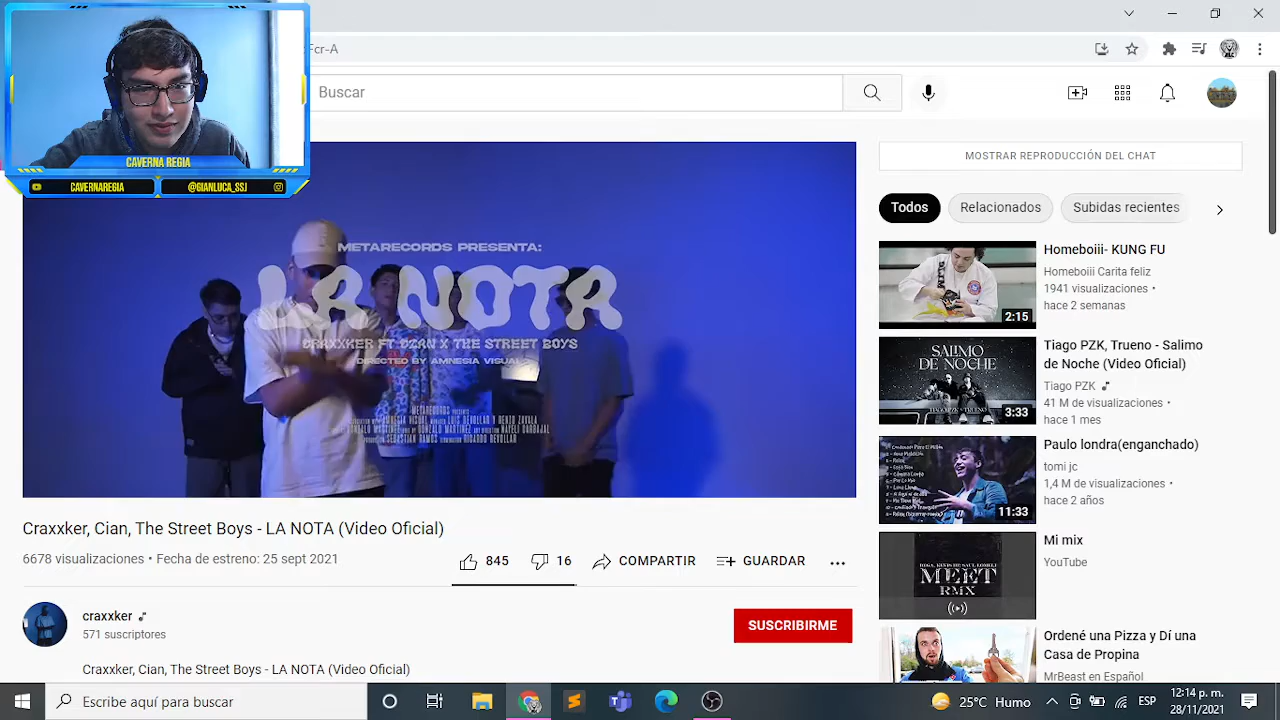 Fcr-A
Buscar
CAVERNA REGIA
CAVERNAREGIA
@GIANLUCA_SSJ
METARECORDS PRESENTA:
LA NOTA
CRAXXKER FT CIAN X THE STREET BOYS
DIRECTED BY AMNESIA VISUAL
METARECORDS PRESENTS
Craxxker, Cian, The Street Boys - LA NOTA (Video Oficial)
6678 visualizaciones • Fecha de estreno: 25 sept 2021
845
16
COMPARTIR
GUARDAR
craxxker
571 suscriptores
SUSCRIBIRME
Craxxker, Cian, The Street Boys - LA NOTA (Video Oficial)
MOSTRAR REPRODUCCIÓN DEL CHAT
Todos
Relacionados
Subidas recientes
2:15
Homeboiii- KUNG FU
Homeboiii Carita feliz
1941 visualizaciones •
hace 2 semanas
SALIMO
DE NOCHE
3:33
Tiago PZK, Trueno - Salimo
de Noche (Video Oficial)
Tiago PZK
41 M de visualizaciones •
hace 1 mes
11:33
Paulo londra(enganchado)
tomi jc
1,4 M de visualizaciones •
hace 2 años
MEET
RMX
Mi mix
YouTube
Ordené una Pizza y Dí una
Casa de Propina
MrBeast en Español
Buscar
25°C Humo
12:14 p. m.
28/11/2021